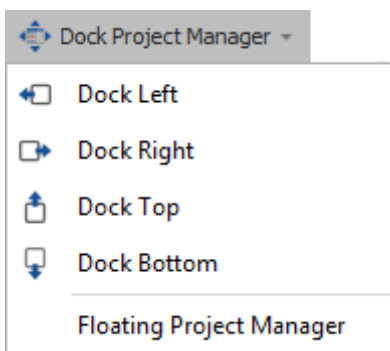 Dock Project Manager
Dock Left
Dock Right
Dock Top
Dock Bottom
Floating Project Manager